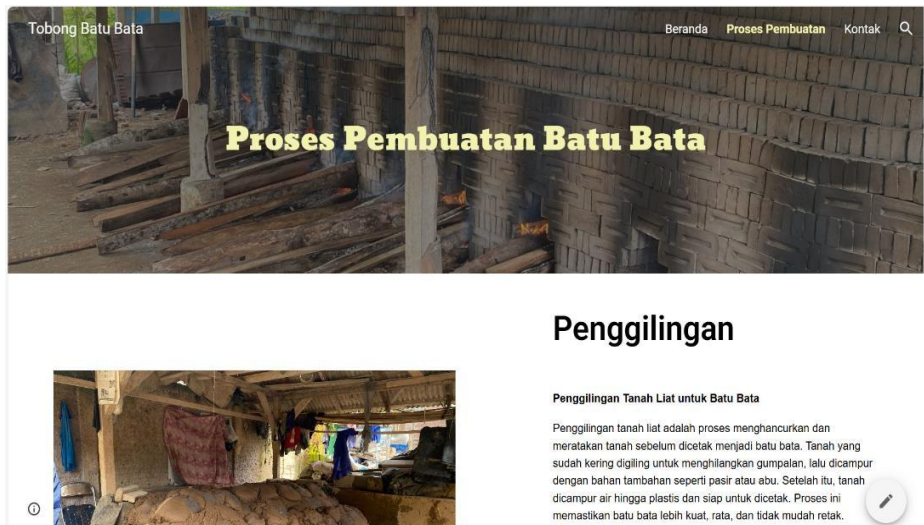 Tobong Batu Bata
Beranda Proses Pembuatan Kontak
Proses Pembuatan Batu Bata
Penggilingan
Penggilingan Tanah Liat untuk Batu Bata
Penggilingan tanah liat adalah proses menghancurkan dan
meratakan tanah sebelum dicetak menjadi batu bata. Tanah yang
sudah kering digiling untuk menghilangkan gumpalan, lalu dicampur
dengan bahan tambahan seperti pasir atau abu. Setelah itu, tanah
dicampur air hingga plastis dan siap untuk dicetak. Proses ini
memastikan batu bata lebih kuat, rata, dan tidak mudah retak.